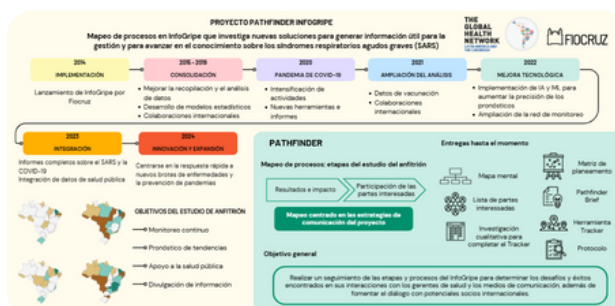 PROYECTO PATHFINDER INFOGRIPE
Mapeo de procesos en InfoGripe que investiga nuevas soluciones para generar información útil para la
gestión y para avanzar en el conocimiento sobre los síndromes respiratorios agudos graves (SARS)
THE
GLOBAL
HEALTH
NETWORK
FIOCRUZ
2014
IMPLEMENTACIÓN
Lanzamiento de InfoGripe por
Fiocruz
2015-2019
CONSOLIDACIÓN
• Mejorar la recopilación y el análisis
de datos
• Desarrollo de modelos estadísticos
• Colaboraciones internacionales
2020
PANDEMIA DE COVID-19
• Intensificación de
actividades
• Nuevas herramientas e
informes
2021
AMPLIACIÓN DEL ANÁLISIS
• Datos de vacunación
• Colaboraciones
internacionales
2022
MEJORA TECNOLÓGICA
• Implementación de IA y ML para
aumentar la precisión de los
pronósticos
• Ampliación de la red de monitoreo
2023
INTEGRACIÓN
Informes completos sobre el SARS y la
COVID-19
Integración de datos de salud pública
2024
INNOVACIÓN Y EXPANSIÓN
Centrarse en la respuesta rápida a
nuevos brotes de enfermedades y
la prevención de pandemias
OBJETIVOS DEL ESTUDIO DE ANFITRIÓN
Monitoreo continuo
Pronóstico de tendencias
Apoyo a la salud pública
Divulgación de información
PATHFINDER
Mapeo de procesos: etapas del estudio del anfitrión
Resultados e impacto
Participación de las
partes interesadas
Mapeo centrado en las estrategias de
comunicación del proyecto
Entregas hasta el momento
Mapa mental
Lista de partes
interesadas
Investigación
cualitativa para
completar el Tracker
Matriz de
planeamento
Pathfinder
Brief
Herramienta
Tracker
Protocolo
Objetivo general
Realizar un seguimiento de las etapas y procesos del InfoGripe para determinar los desafíos y éxitos
encontrados en sus interacciones con los gerentes de salud y los medios de comunicación, además de
fomentar el diálogo con potenciales socios internacionales.